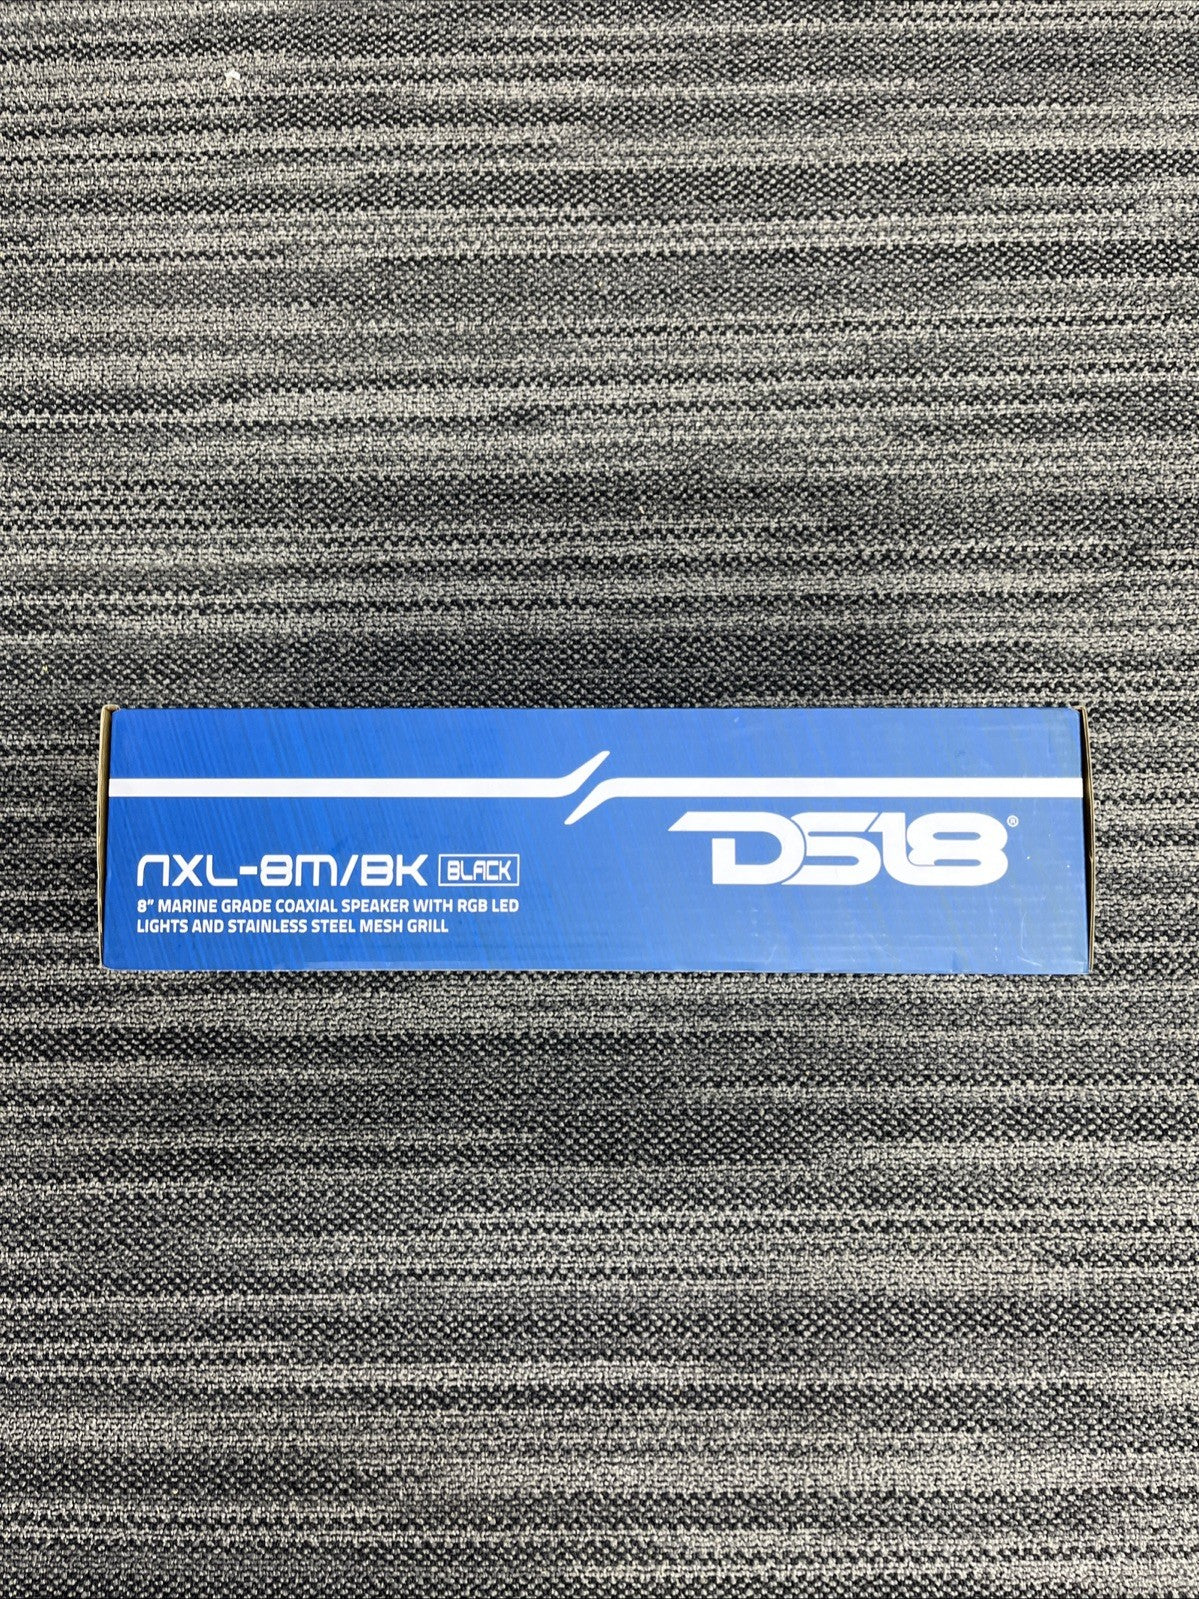 NXL-8M/BK BLACK
8" MARINE GRADE COAXIAL SPEAKER WITH RGB LED
LIGHTS AND STAINLESS STEEL MESH GRILL
DS18®